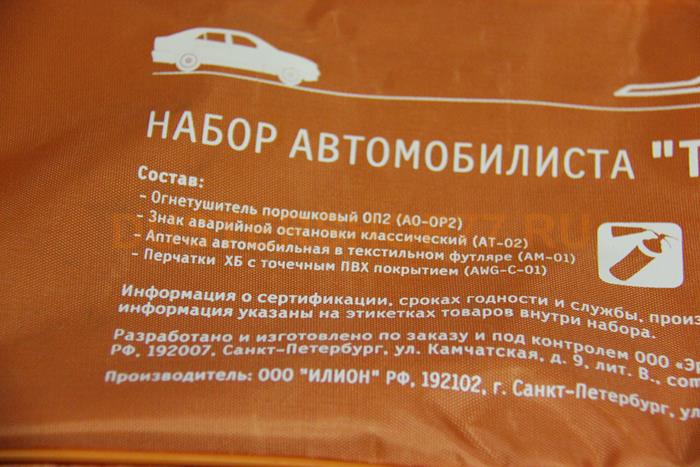 НАБОР АВТОМОБИЛИСТА "Т
Состав:
- Огнетушитель порошковый ОП2 (АО-ОР2)
- Знак аварийной остановки классический (АТ-02)
- Аптечка автомобильная в текстильном футляре (АМ-01)
- Перчатки ХБ с точечным ПВХ покрытием (AWG-C-01)
Информация о сертификации, сроках годности и службы, произ
информация указаны на этикетках товаров внутри набора.
Разработано и изготовлено по заказу и под контролем ООО «Эр
РФ, 192007, Санкт-Петербург, ул. Камчатская, д. 9, лит. В., com
Производитель: ООО "ИЛИОН" РФ, 192102, г. Санкт-Петербург, ул